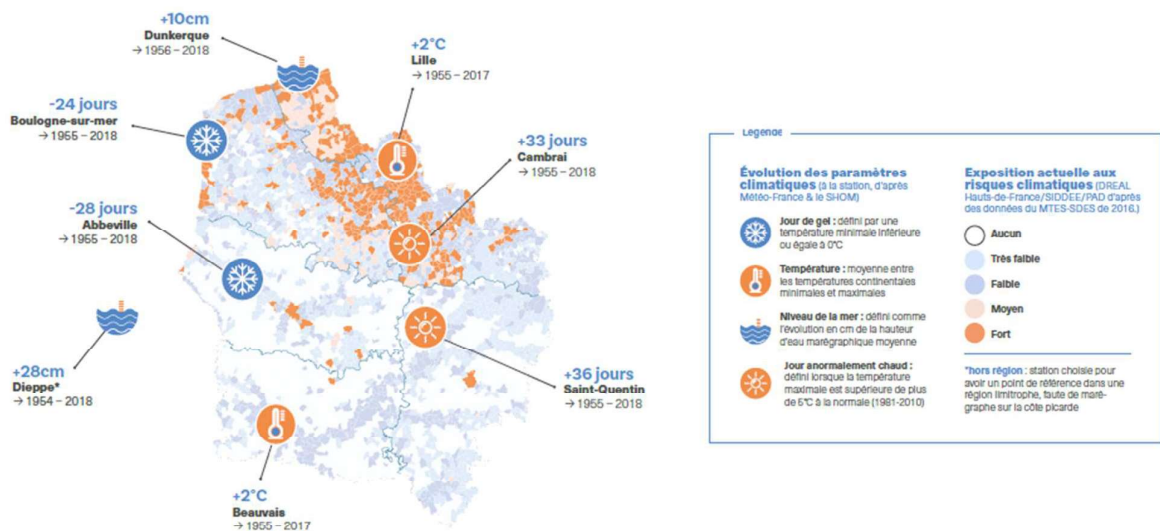 +10cm
Dunkerque
→ 1956 – 2018
+2°C
Lille
→ 1955 – 2017
-24 jours
Boulogne-sur-mer
→ 1955 – 2018
+33 jours
Cambrai
→ 1955 – 2018
-28 jours
Abbeville
→ 1955 – 2018
+28cm
Dieppe*
→ 1954 – 2018
+36 jours
Saint-Quentin
→ 1955 – 2018
+2°C
Beauvais
→ 1955 – 2017
Légende
Évolution des paramètres
climatiques (à la station, d'après
Météo-France & le SHOM)
Jour de gel : défini par une
température minimale inférieure
ou égale à 0°C
Température : moyenne entre
les températures continentales
minimales et maximales
Niveau de la mer : défini comme
l'évolution en cm de la hauteur
d'eau marégraphique moyenne
Jour anormalement chaud :
défini lorsque la température
maximale est supérieure de plus
de 5°C à la normale (1981-2010)
Exposition actuelle aux
risques climatiques (DREAL
Hauts-de-France/SIDDEE/PAD d'après
des données du MTES-SDES de 2016.)
Aucun
Très faible
Faible
Moyen
Fort
*hors région : station choisie pour
avoir un point de référence dans une
région limitrophe, faute de maré-
graphe sur la côte picarde